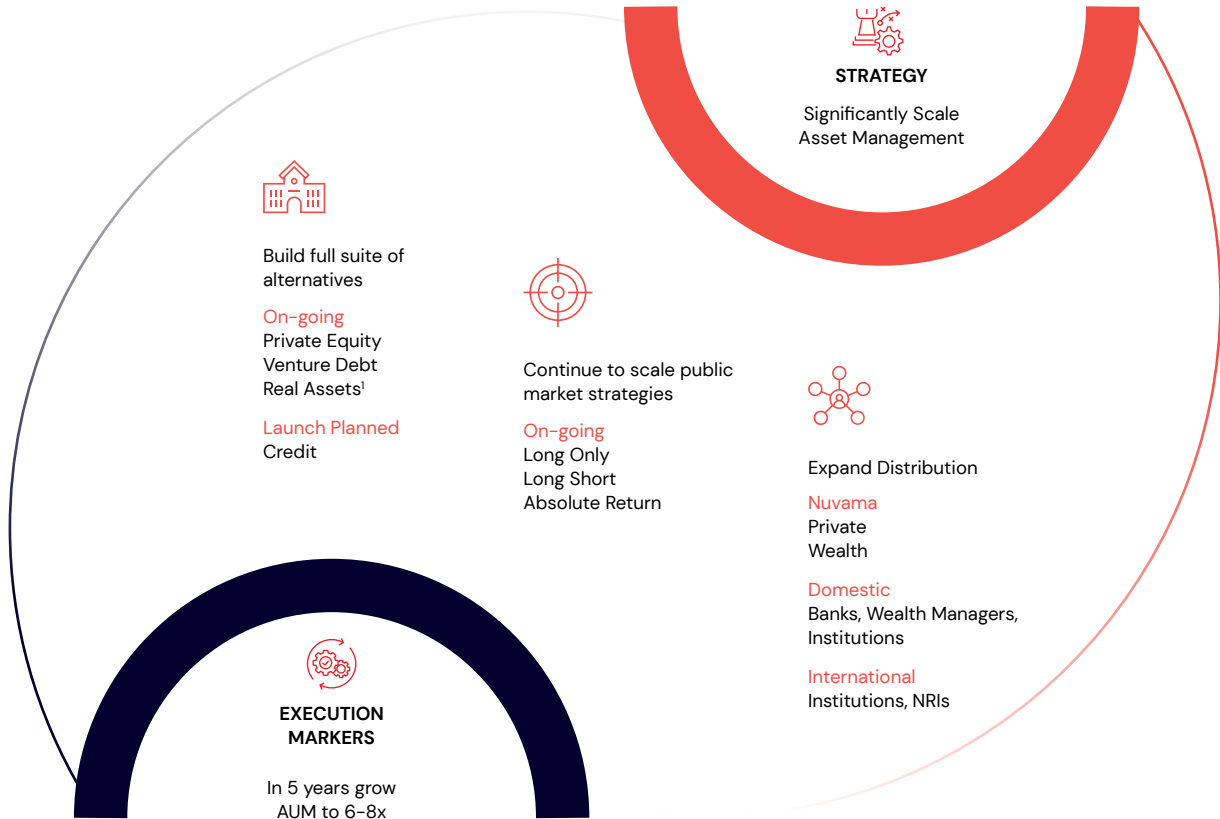 STRATEGY
Significantly Scale
Asset Management
Build full suite of
alternatives
On-going
Private Equity
Venture Debt
Real Assets¹
Launch Planned
Credit
Continue to scale public
market strategies
On-going
Long Only
Long Short
Absolute Return
Expand Distribution
Nuvama
Private
Wealth
Domestic
Banks, Wealth Managers,
Institutions
International
Institutions, NRIs
EXECUTION
MARKERS
In 5 years grow
AUM to 6-8x